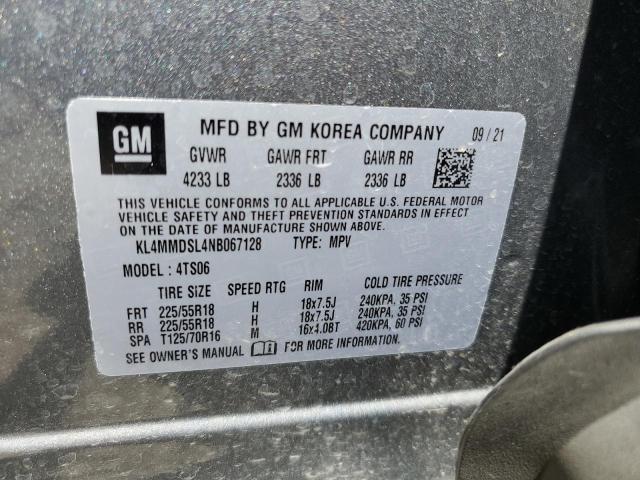 GM MFD BY GM KOREA COMPANY 09/21
GVWR GAWR FRT GAWR RR
4233 LB 2336 LB 2336 LB
THIS VEHICLE CONFORMS TO ALL APPLICABLE U.S. FEDERAL MOTOR
VEHICLE SAFETY AND THEFT PREVENTION STANDARDS IN EFFECT
ON THE DATE OF MANUFACTURE SHOWN ABOVE.
KL4MMDSL4NB067128 TYPE: MPV
MODEL: 4TS06
TIRE SIZE SPEED RTG RIM COLD TIRE PRESSURE
FRT 225/55R18 H 18x7.5J 240KPA, 35 PSI
RR 225/55R18 H 18x7.5J 240KPA, 35 PSI
SPA T125/70R16 M 16x4.0BT 420KPA, 60 PSI
SEE OWNER'S MANUAL FOR MORE INFORMATION.